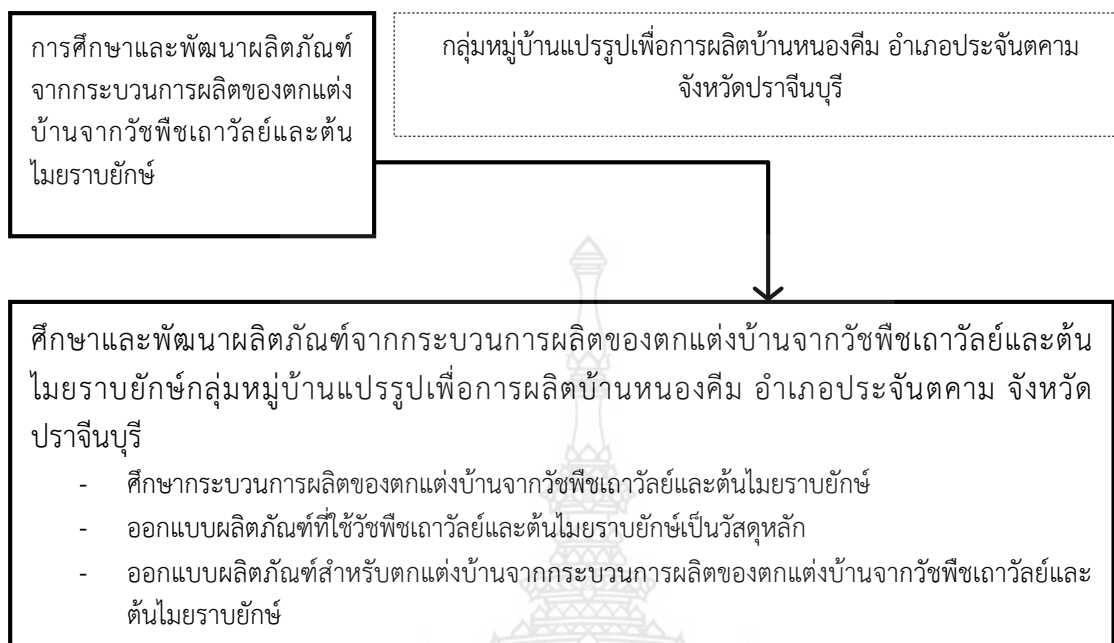 การศึกษาและพัฒนาผลิตภัณฑ์
จากกระบวนการผลิตของตกแต่ง
บ้านจากวัชพืชเถาวัลย์และต้น
ไมยราบยักษ์
กลุ่มหมู่บ้านแปรรูปเพื่อการผลิตบ้านหนองคีม อำเภอประจันตคาม
จังหวัดปราจีนบุรี
ศึกษาและพัฒนาผลิตภัณฑ์จากกระบวนการผลิตของตกแต่งบ้านจากวัชพืชเถาวัลย์และต้น
ไมยราบยักษ์กลุ่มหมู่บ้านแปรรูปเพื่อการผลิตบ้านหนองคีม อำเภอประจันตคาม จังหวัด
ปราจีนบุรี
- ศึกษากระบวนการผลิตของตกแต่งบ้านจากวัชพืชเถาวัลย์และต้นไมยราบยักษ์
- ออกแบบผลิตภัณฑ์ที่ใช้วัชพืชเถาวัลย์และต้นไมยราบยักษ์เป็นวัสดุหลัก
- ออกแบบผลิตภัณฑ์สำหรับตกแต่งบ้านจากกระบวนการผลิตของตกแต่งบ้านจากวัชพืชเถาวัลย์และ
ต้นไมยราบยักษ์